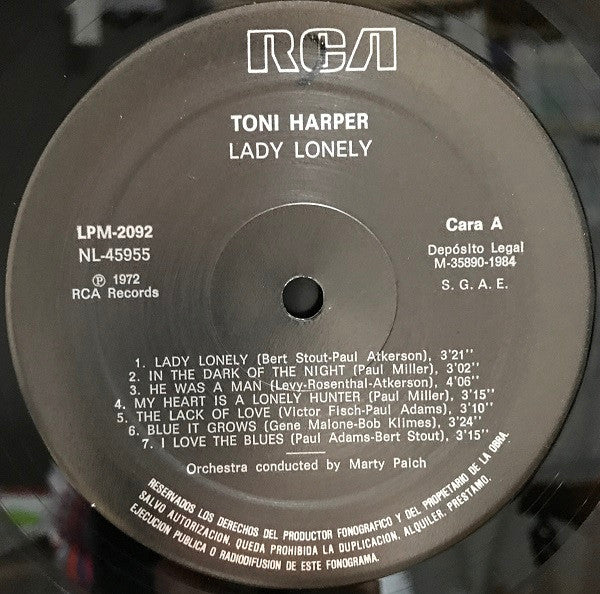 RCA
TONI HARPER
LADY LONELY
LPM-2092
NL-45955
Ⓟ 1972
RCA Records
Cara A
Depósito Legal
M-35890-1984
S. G. A. E.
1. LADY LONELY (Bert Stout-Paul Atkerson), 3'21''
2. IN THE DARK OF THE NIGHT (Paul Miller), 3'02''
3. HE WAS A MAN (Levy-Rosenthal-Atkerson), 4'06''
4. MY HEART IS A LONELY HUNTER (Paul Miller), 3'15''
5. THE LACK OF LOVE (Victor Fisch-Paul Adams), 3'10''
6. BLUE IT GROWS (Gene Malone-Bob Klimes), 3'24''
7. I LOVE THE BLUES (Paul Adams-Bert Stout), 3'15''
Orchestra conducted by Marty Palch
RESERVADOS LOS DERECHOS DEL PRODUCTOR FONOGRAFICO Y DEL PROPIETARIO DE LA OBRA.
SALVO AUTORIZACION, QUEDA PROHIBIDA LA DUPLICACION, ALQUILER, PRESTAMO,
EJECUCION PUBLICA O RADIODIFUSION DE ESTE FONOGRAMA.